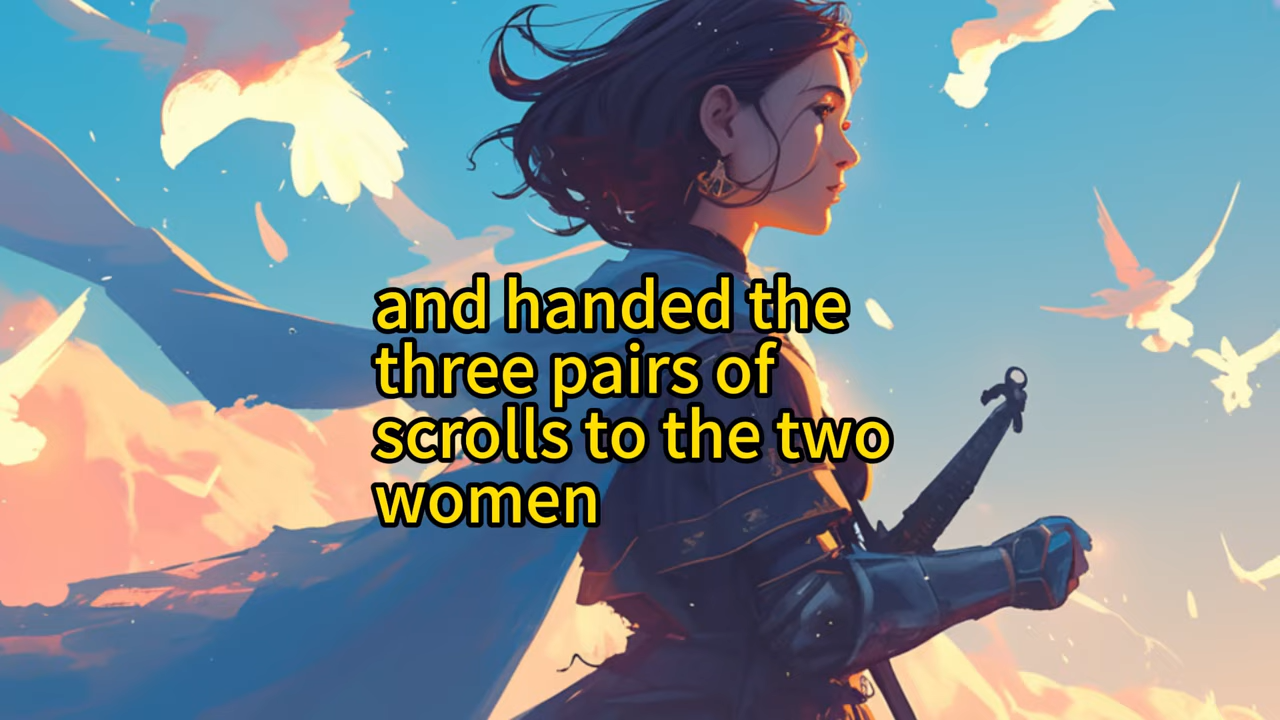 and handed the
three pairs of
scrolls to the two
women